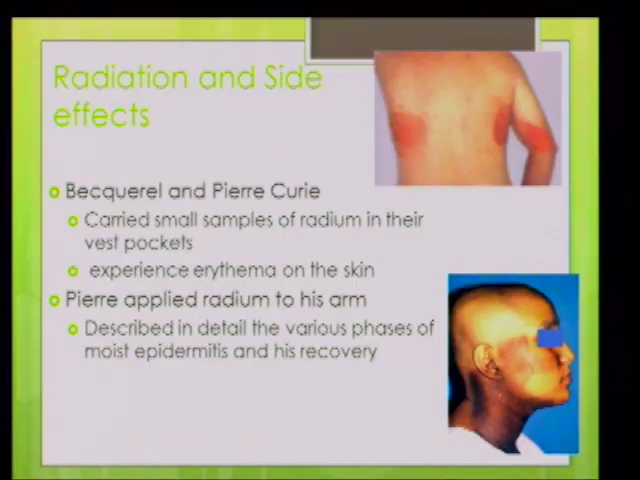 Radiation and Side
effects
Becquerel and Pierre Curie
Carried small samples of radium in their
vest pockets
experience erythema on the skin
Pierre applied radium to his arm
Described in detail the various phases of
moist epidermitis and his recovery